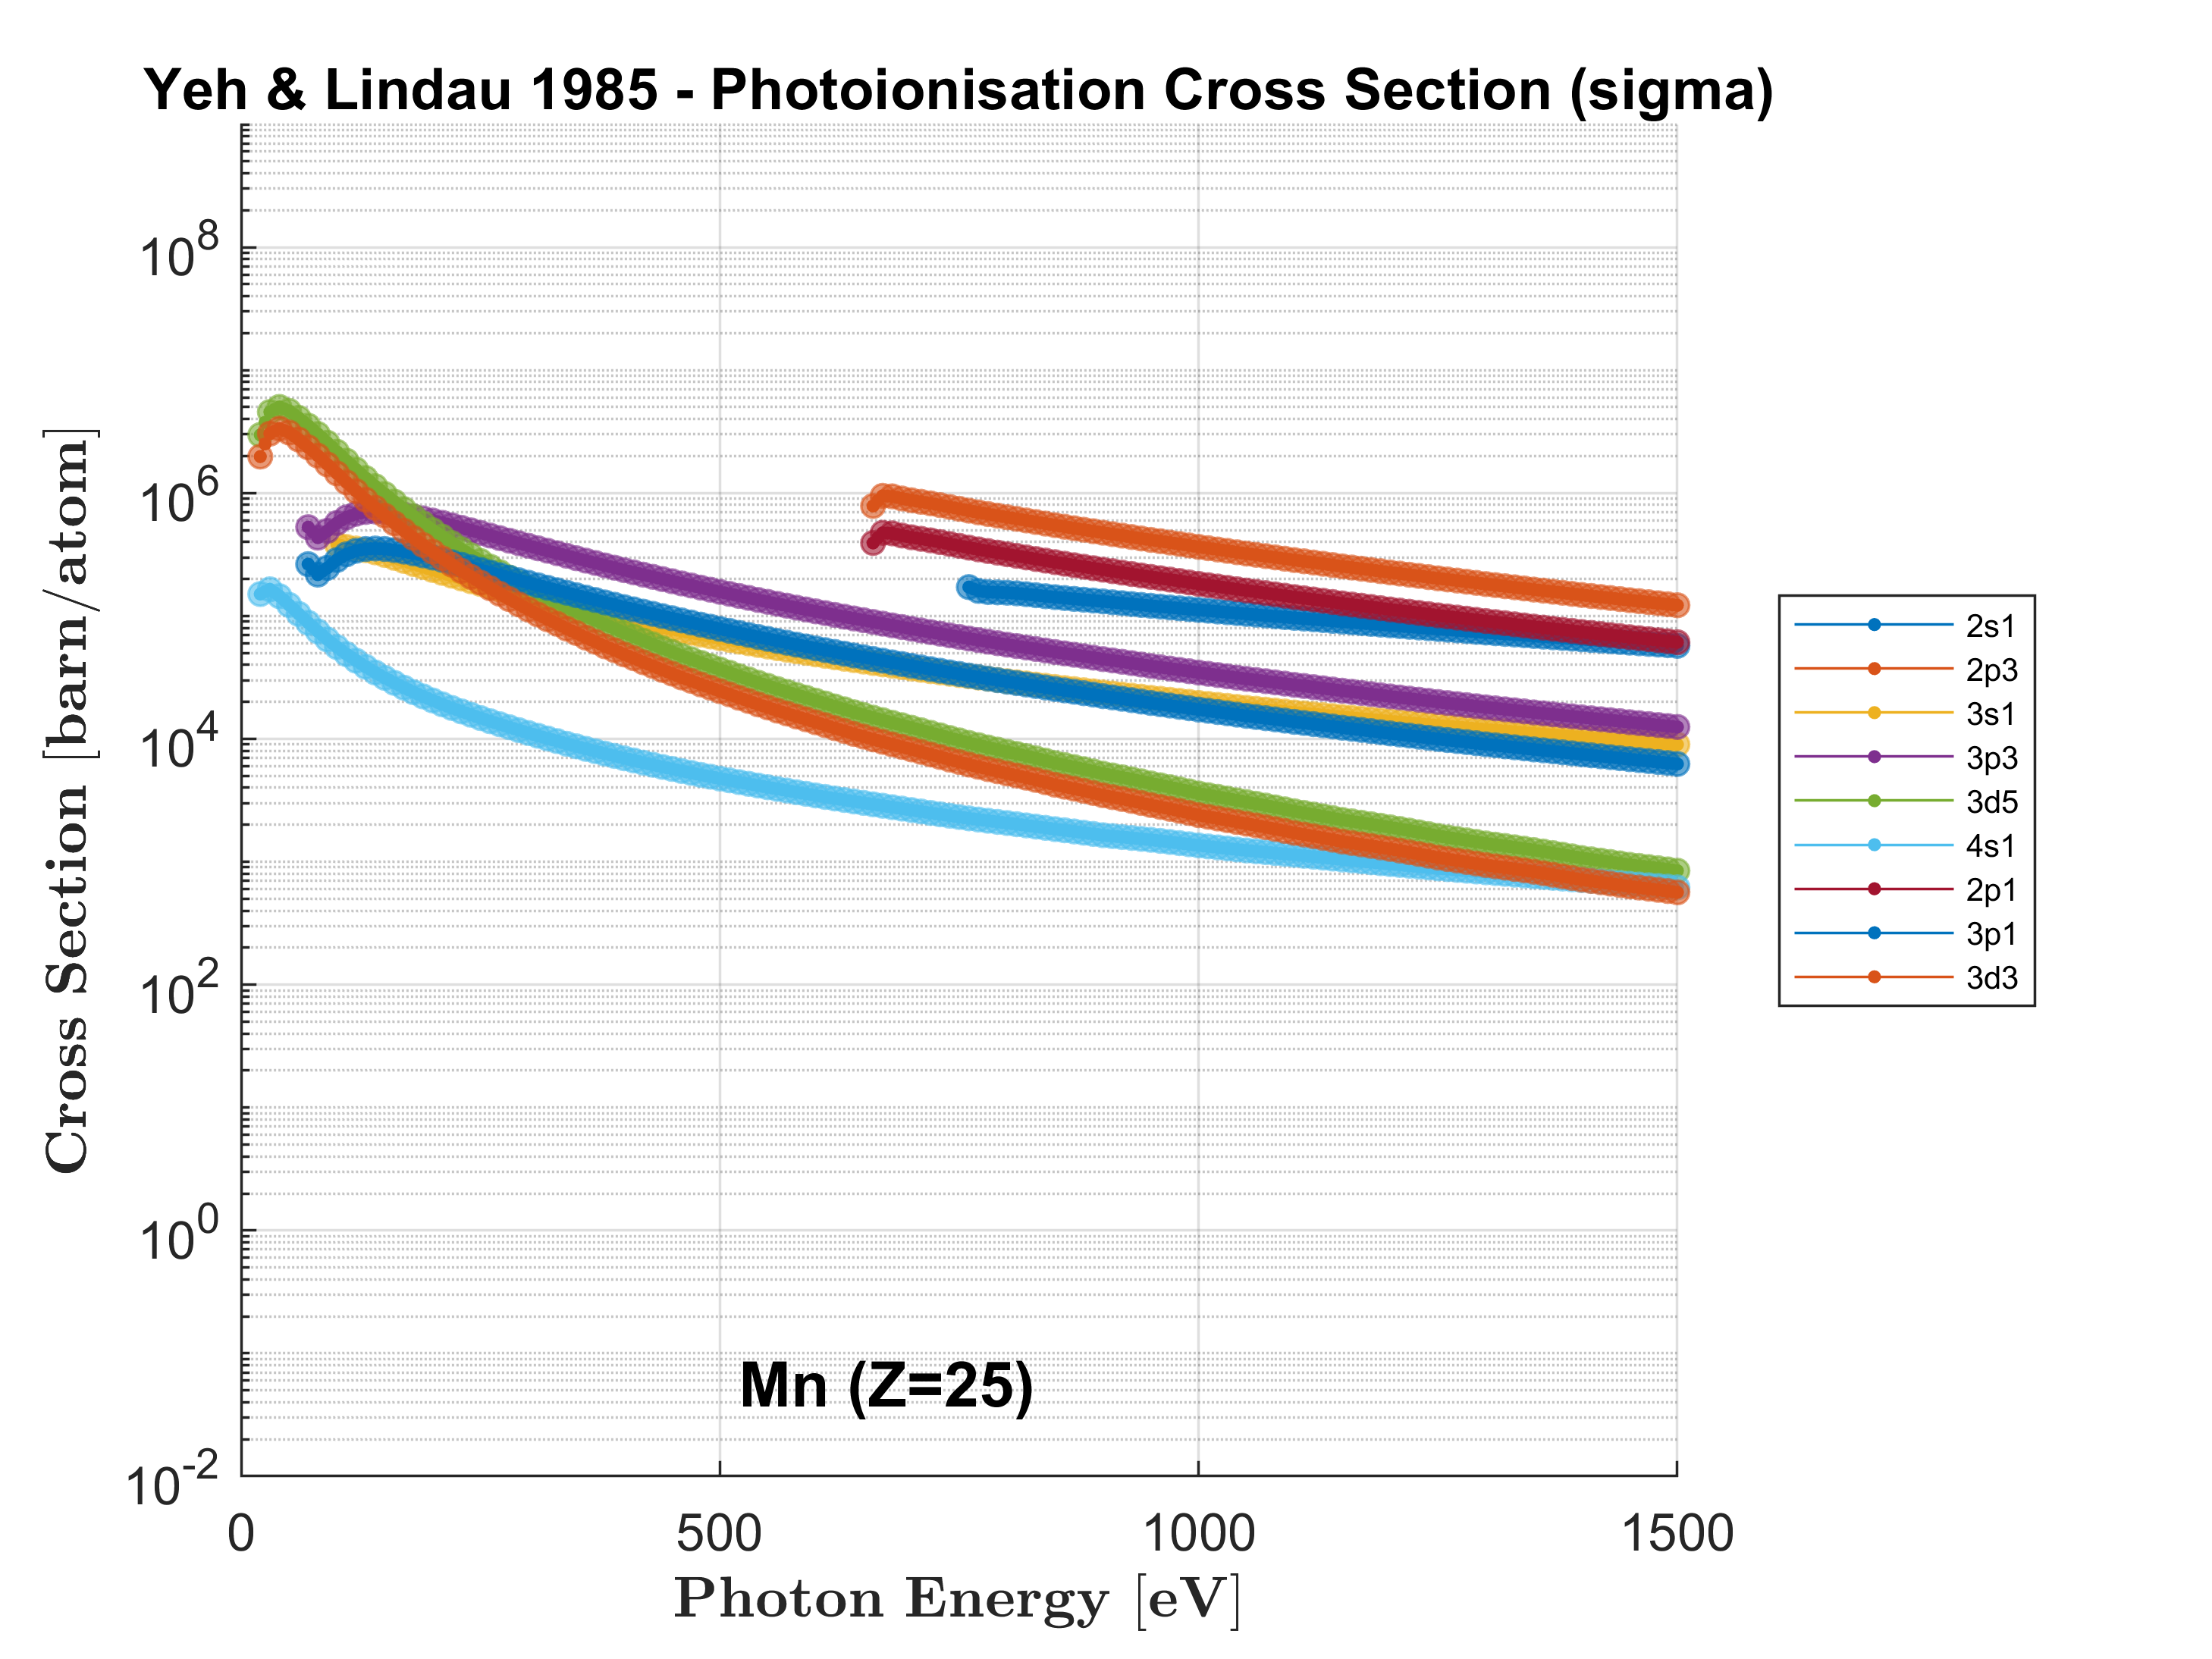 Yeh & Lindau 1985 - Photoionisation Cross Section (sigma)
Cross Section [barn/atom]
10^8
10^6
10^4
10^2
10^0
10^-2
0 500 1000 1500
Photon Energy [eV]
Mn (Z=25)
2s1
2p3
3s1
3p3
3d5
4s1
2p1
3p1
3d3